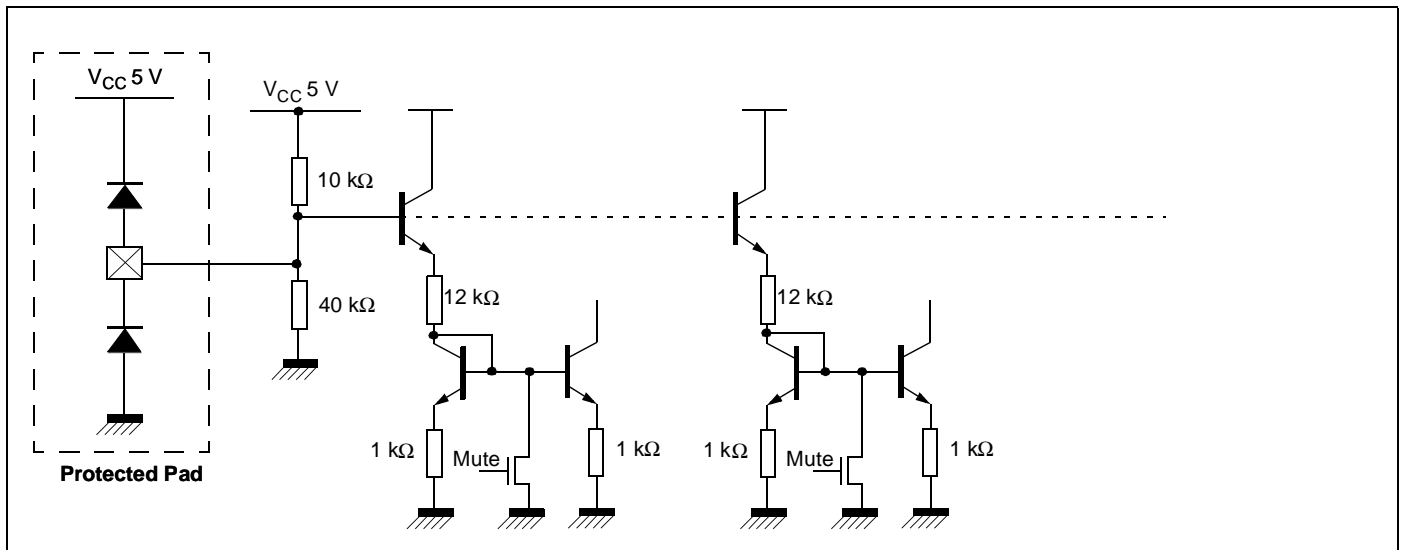 VCC 5 V
VCC 5 V
10 kΩ
40 kΩ
12 kΩ
12 kΩ
1 kΩ
Mute
1 kΩ
1 kΩ
Mute
1 kΩ
Protected Pad